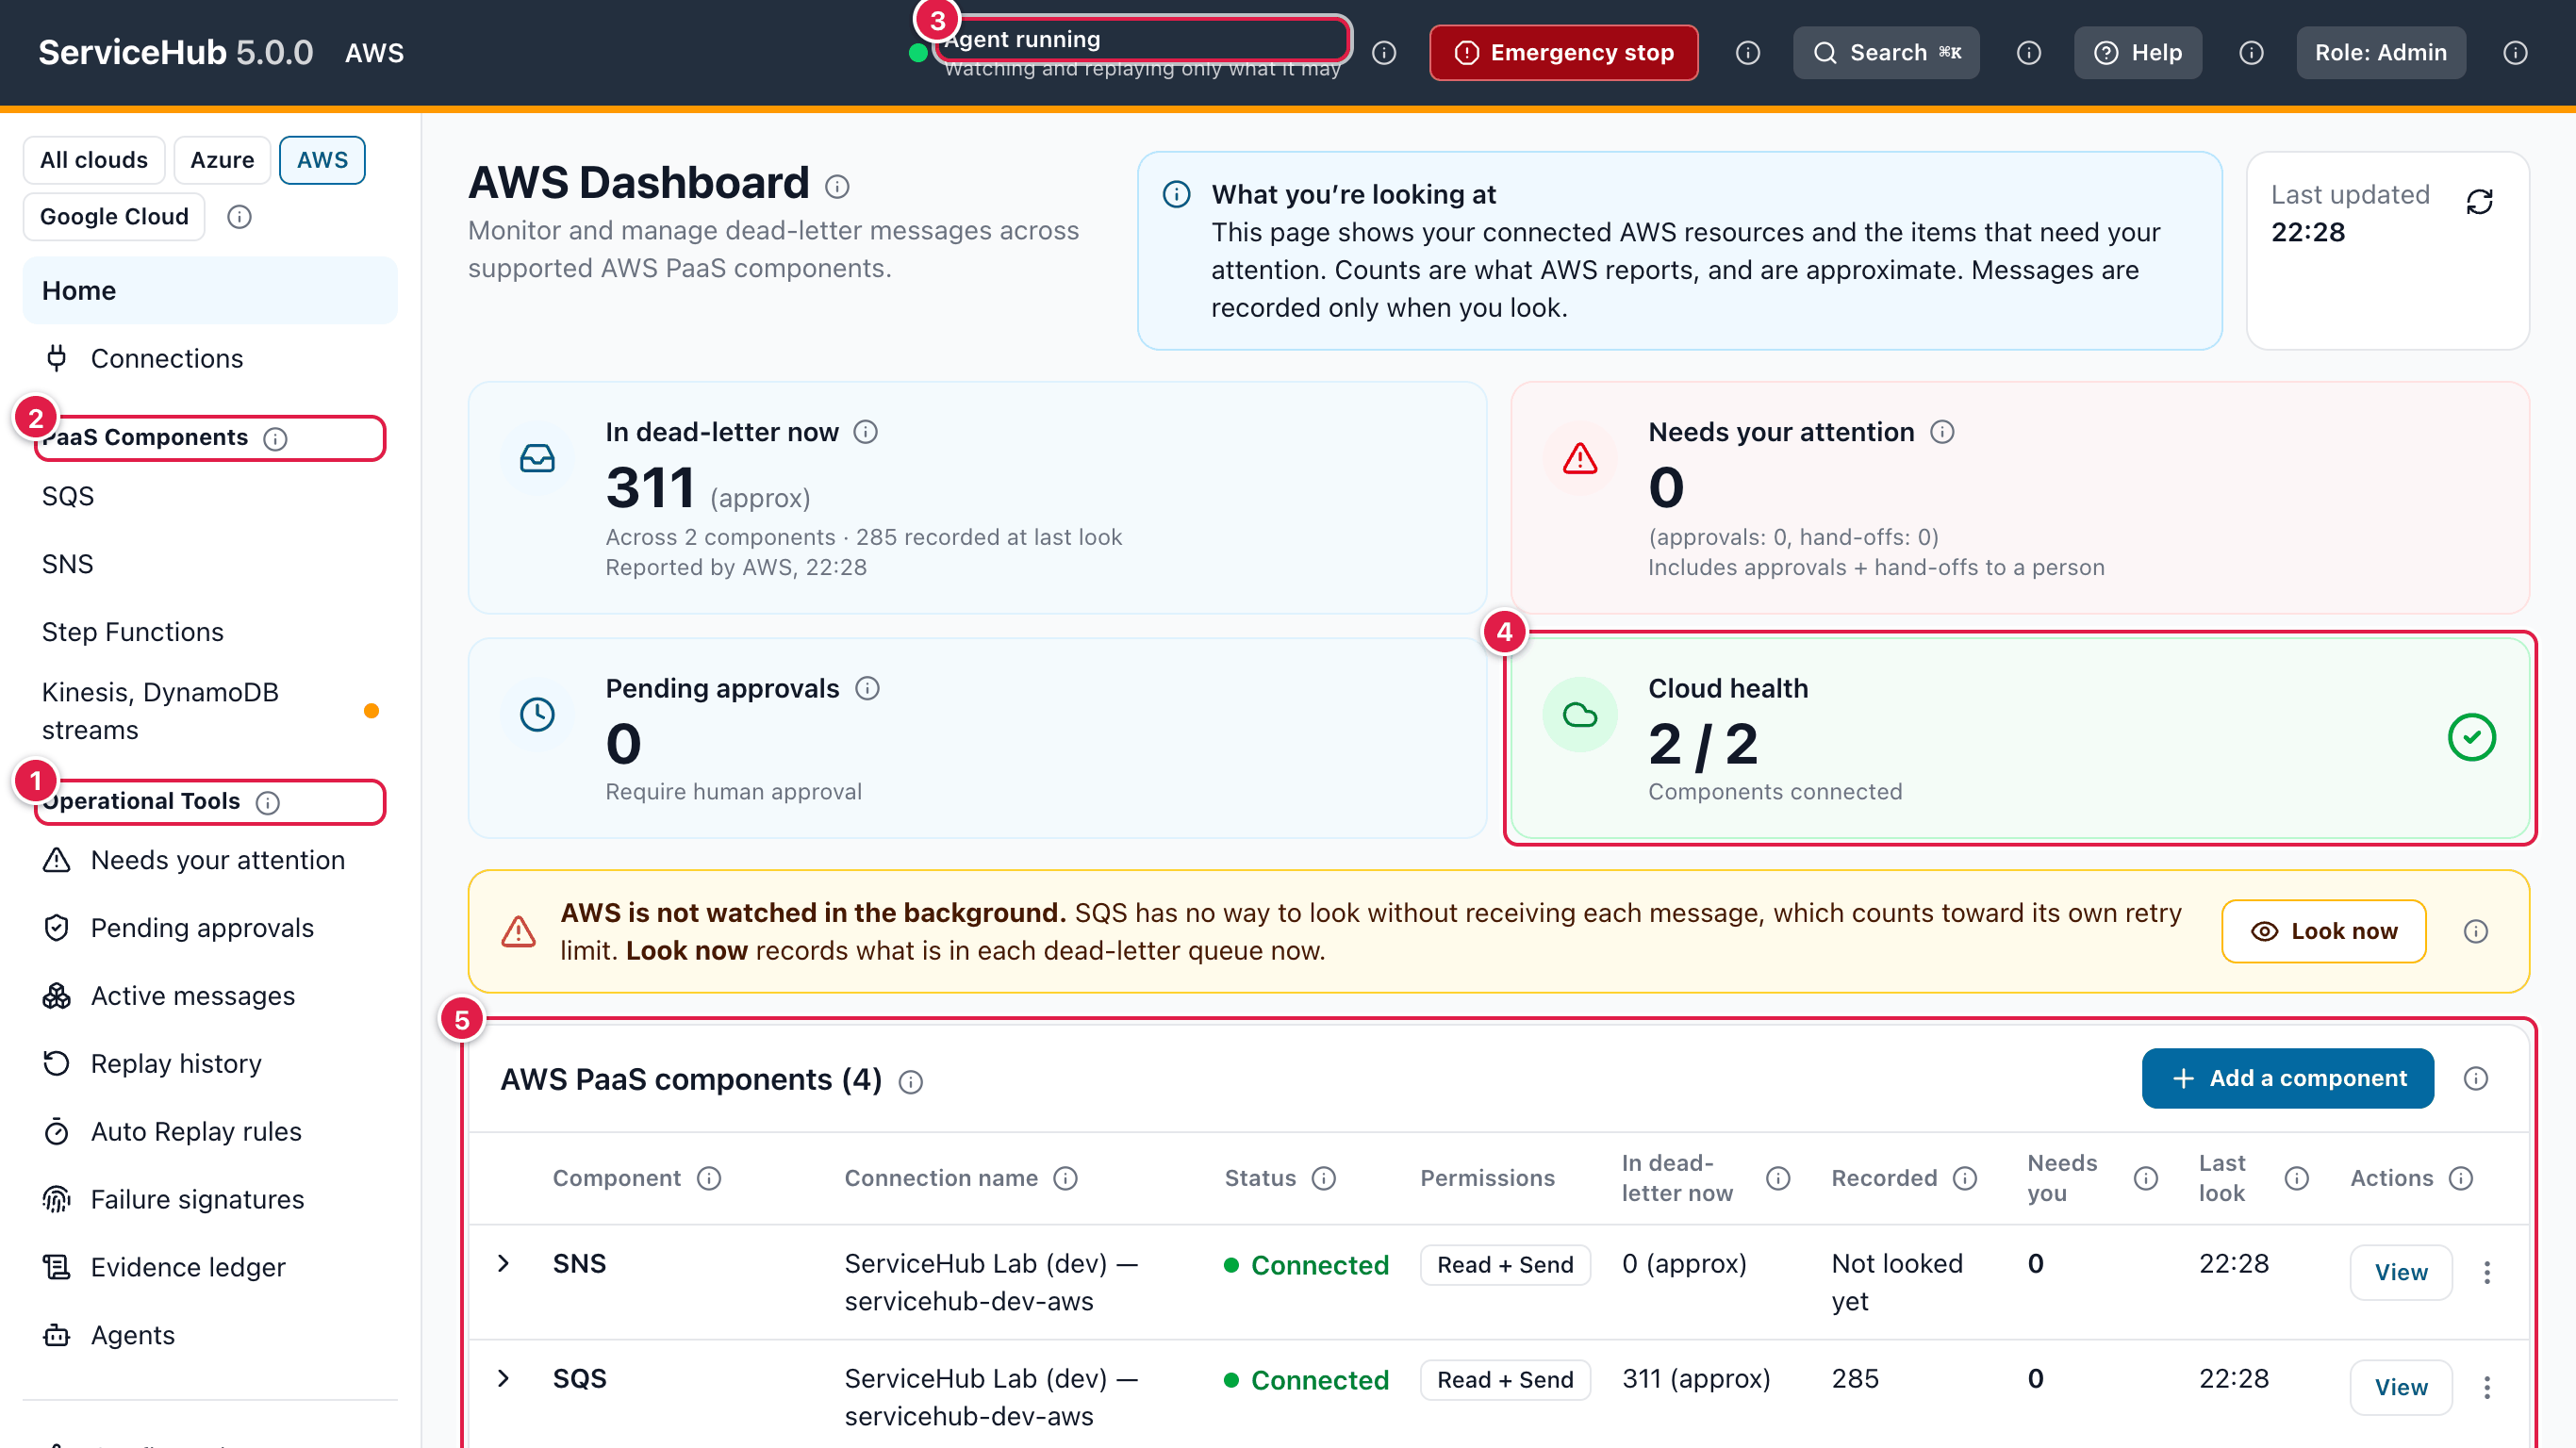 ServiceHub 5.0.0 AWS
3
Agent running
Watching and replaying only what it may
Emergency stop
Search ⌘K
Help
Role: Admin
All clouds
Azure
AWS
Google Cloud
Home
Connections
2
PaaS Components
SQS
SNS
Step Functions
Kinesis, DynamoDB
streams
1
Operational Tools
Needs your attention
Pending approvals
Active messages
Replay history
Auto Replay rules
Failure signatures
Evidence ledger
Agents
AWS Dashboard
Monitor and manage dead-letter messages across
supported AWS PaaS components.
What you’re looking at
This page shows your connected AWS resources and the items that need your
attention. Counts are what AWS reports, and are approximate. Messages are
recorded only when you look.
Last updated
22:28
In dead-letter now
311 (approx)
Across 2 components · 285 recorded at last look
Reported by AWS, 22:28
Needs your attention
0
(approvals: 0, hand-offs: 0)
Includes approvals + hand-offs to a person
Pending approvals
0
Require human approval
4
Cloud health
2 / 2
Components connected
AWS is not watched in the background. SQS has no way to look without receiving each message, which counts toward its own retry
limit. Look now records what is in each dead-letter queue now.
Look now
5
AWS PaaS components (4)
Add a component
Component
Connection name
Status
Permissions
In dead-
letter now
Recorded
Needs
you
Last
look
Actions
SNS
ServiceHub Lab (dev) —
servicehub-dev-aws
Connected
Read + Send
0 (approx)
Not looked
yet
0
22:28
View
SQS
ServiceHub Lab (dev) —
servicehub-dev-aws
Connected
Read + Send
311 (approx)
285
0
22:28
View